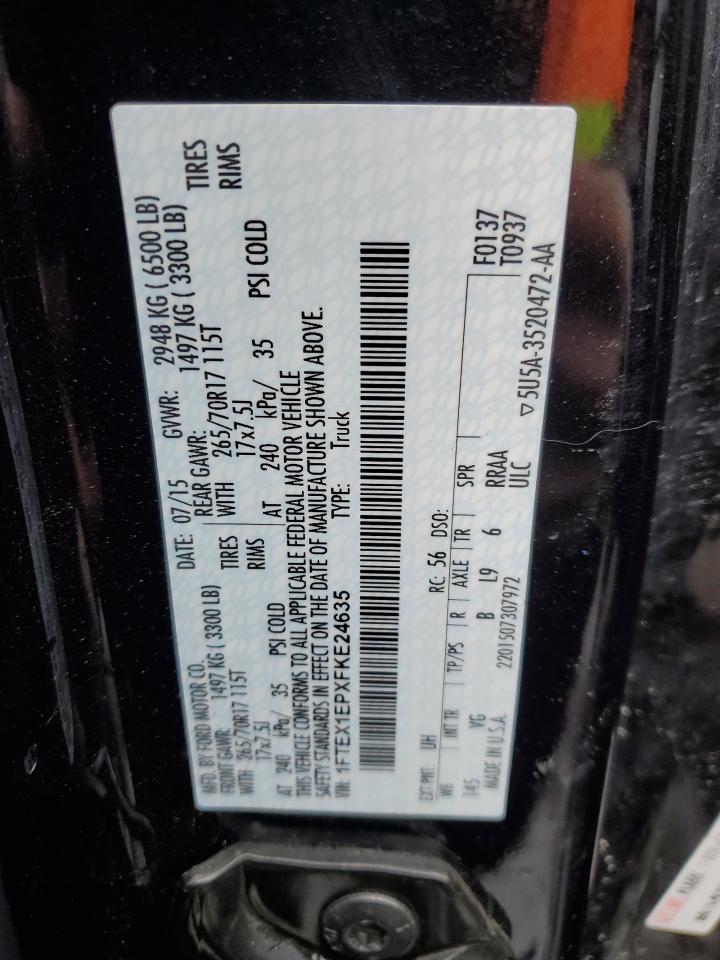 MFD. BY FORD MOTOR CO.
DATE: 07/15 GVWR: 2948 KG ( 6500 LB)
FRONT GAWR: 1497 KG ( 3300 LB) REAR GAWR: 1497 KG ( 3300 LB)
WITH 265/70R17 115T TIRES WITH 265/70R17 115T TIRES
17x7.5J RIMS 17x7.5J RIMS
AT 240 kPa/ 35 PSI COLD AT 240 kPa/ 35 PSI COLD
THIS VEHICLE CONFORMS TO ALL APPLICABLE FEDERAL MOTOR VEHICLE
SAFETY STANDARDS IN EFFECT ON THE DATE OF MANUFACTURE SHOWN ABOVE.
VIN: 1FTEX1EPXFKE24635 TYPE: Truck
EXT PNT: UH RC: 56 DSO: F0137
WB INT TR TP/PS R AXLE TR SPR T0937
145 VG B L9 6 RRAA
MADE IN U.S.A. 2201507307972 ULC
▽5U5A-3520472-AA